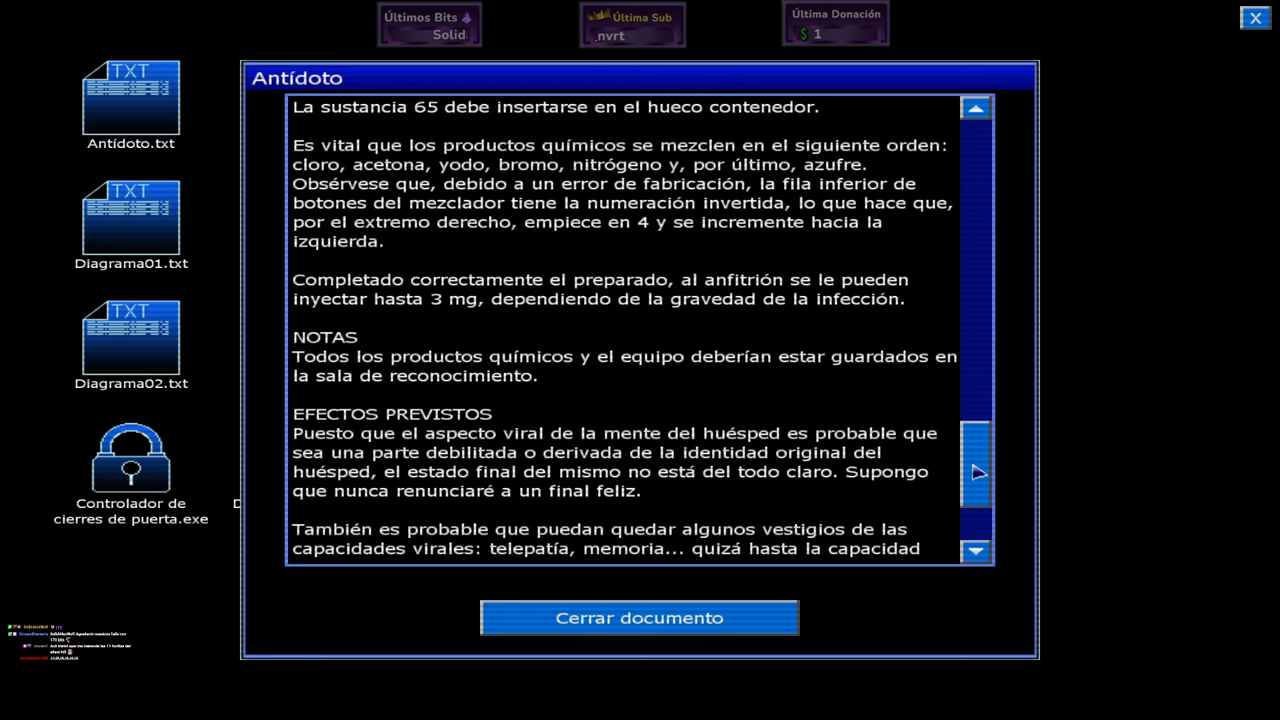 Últimos Bits
Solid
Última Sub
nvrt
Última Donación
$ 1
X
TXT
Antídoto.txt
TXT
Diagrama01.txt
TXT
Diagrama02.txt
Controlador de
cierres de puerta.exe
D
Antídoto
La sustancia 65 debe insertarse en el hueco contenedor.
Es vital que los productos químicos se mezclen en el siguiente orden:
cloro, acetona, yodo, bromo, nitrógeno y, por último, azufre.
Obsérvese que, debido a un error de fabricación, la fila inferior de
botones del mezclador tiene la numeración invertida, lo que hace que,
por el extremo derecho, empiece en 4 y se incremente hacia la
izquierda.
Completado correctamente el preparado, al anfitrión se le pueden
inyectar hasta 3 mg, dependiendo de la gravedad de la infección.
NOTAS
Todos los productos químicos y el equipo deberían estar guardados en
la sala de reconocimiento.
EFECTOS PREVISTOS
Puesto que el aspecto viral de la mente del huésped es probable que
sea una parte debilitada o derivada de la identidad original del
huésped, el estado final del mismo no está del todo claro. Supongo
que nunca renunciaré a un final feliz.
También es probable que puedan quedar algunos vestigios de las
capacidades virales: telepatía, memoria... quizá hasta la capacidad
Cerrar documento